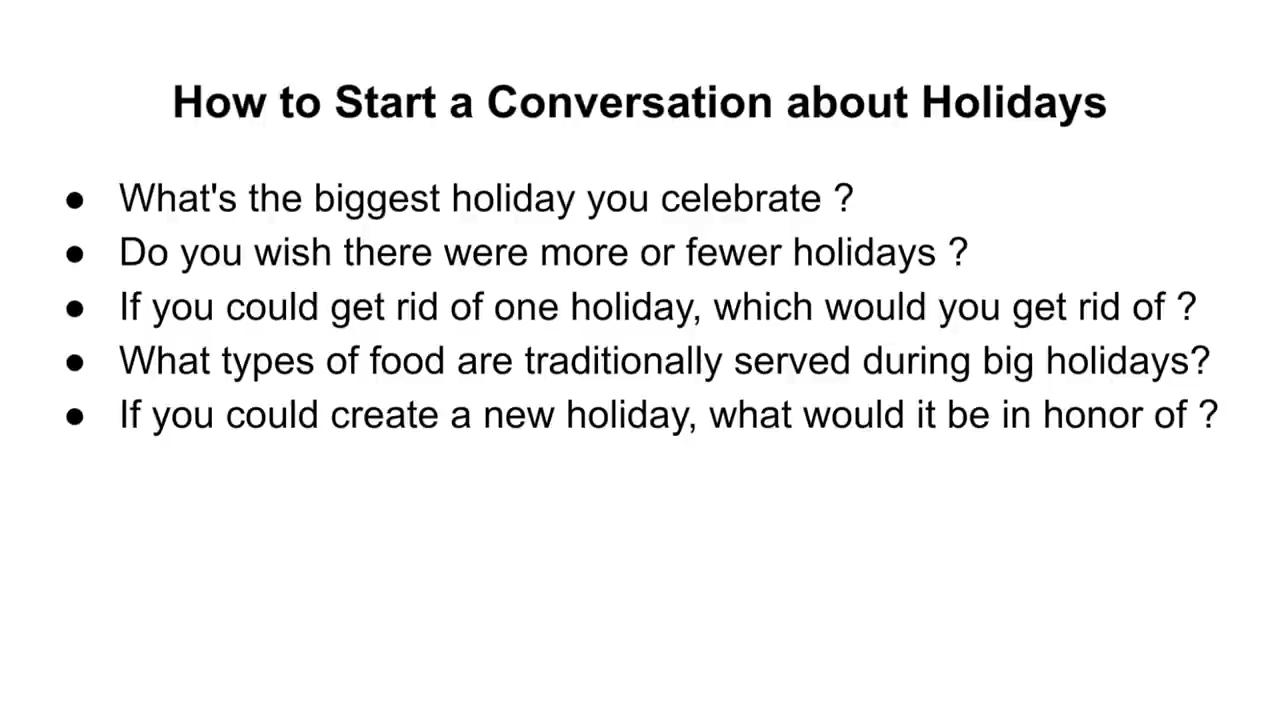 How to Start a Conversation about Holidays
● What's the biggest holiday you celebrate ?
● Do you wish there were more or fewer holidays ?
● If you could get rid of one holiday, which would you get rid of ?
● What types of food are traditionally served during big holidays?
● If you could create a new holiday, what would it be in honor of ?